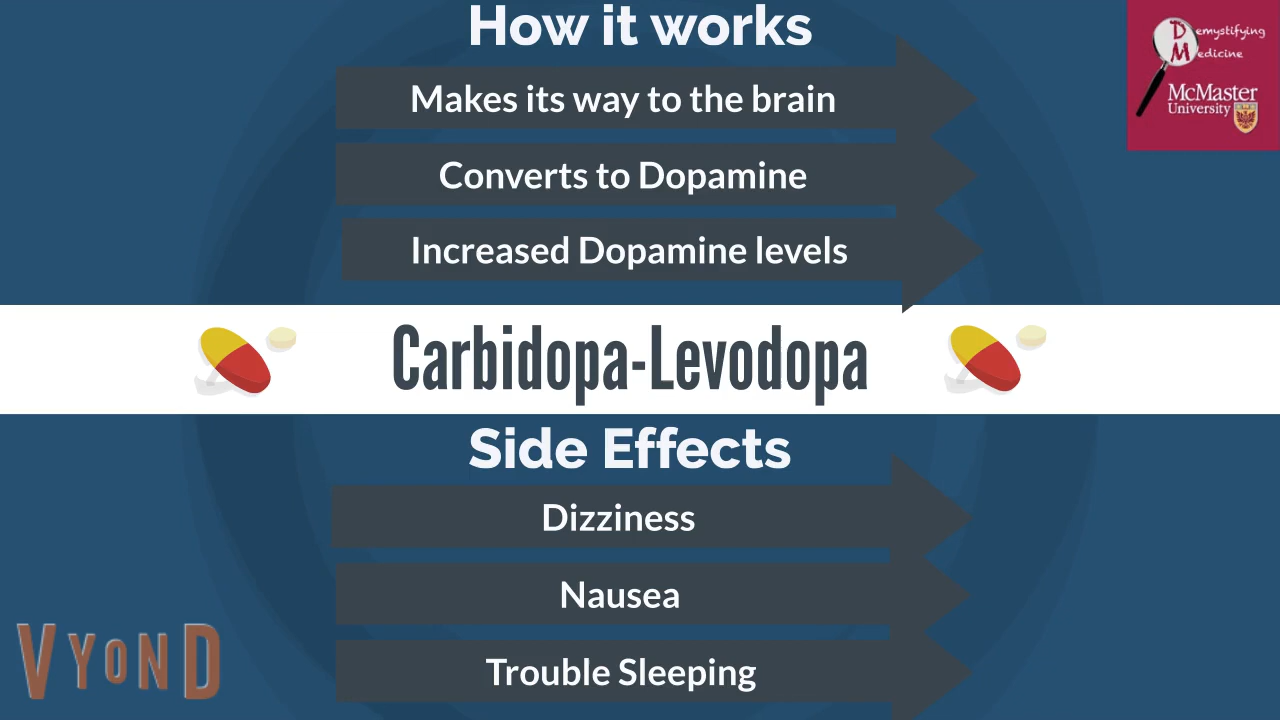 How it works
Makes its way to the brain
Converts to Dopamine
Increased Dopamine levels
Carbidopa-Levodopa
Side Effects
Dizziness
Nausea
Trouble Sleeping
Demystifying
Medicine
McMaster
University
VYOND